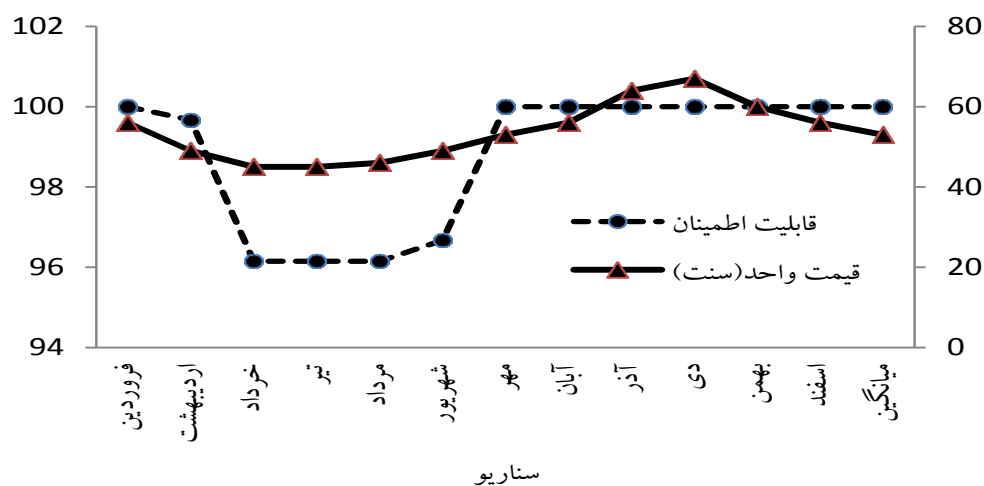 102
100
98
96
94
80
60
40
20
0
قابلیت اطمینان
قیمت واحد(سنت)
فروردین
اردیبهشت
خرداد
تیر
مرداد
شهریور
مهر
آبان
آذر
دی
بهمن
اسفند
میانگین
سناریو